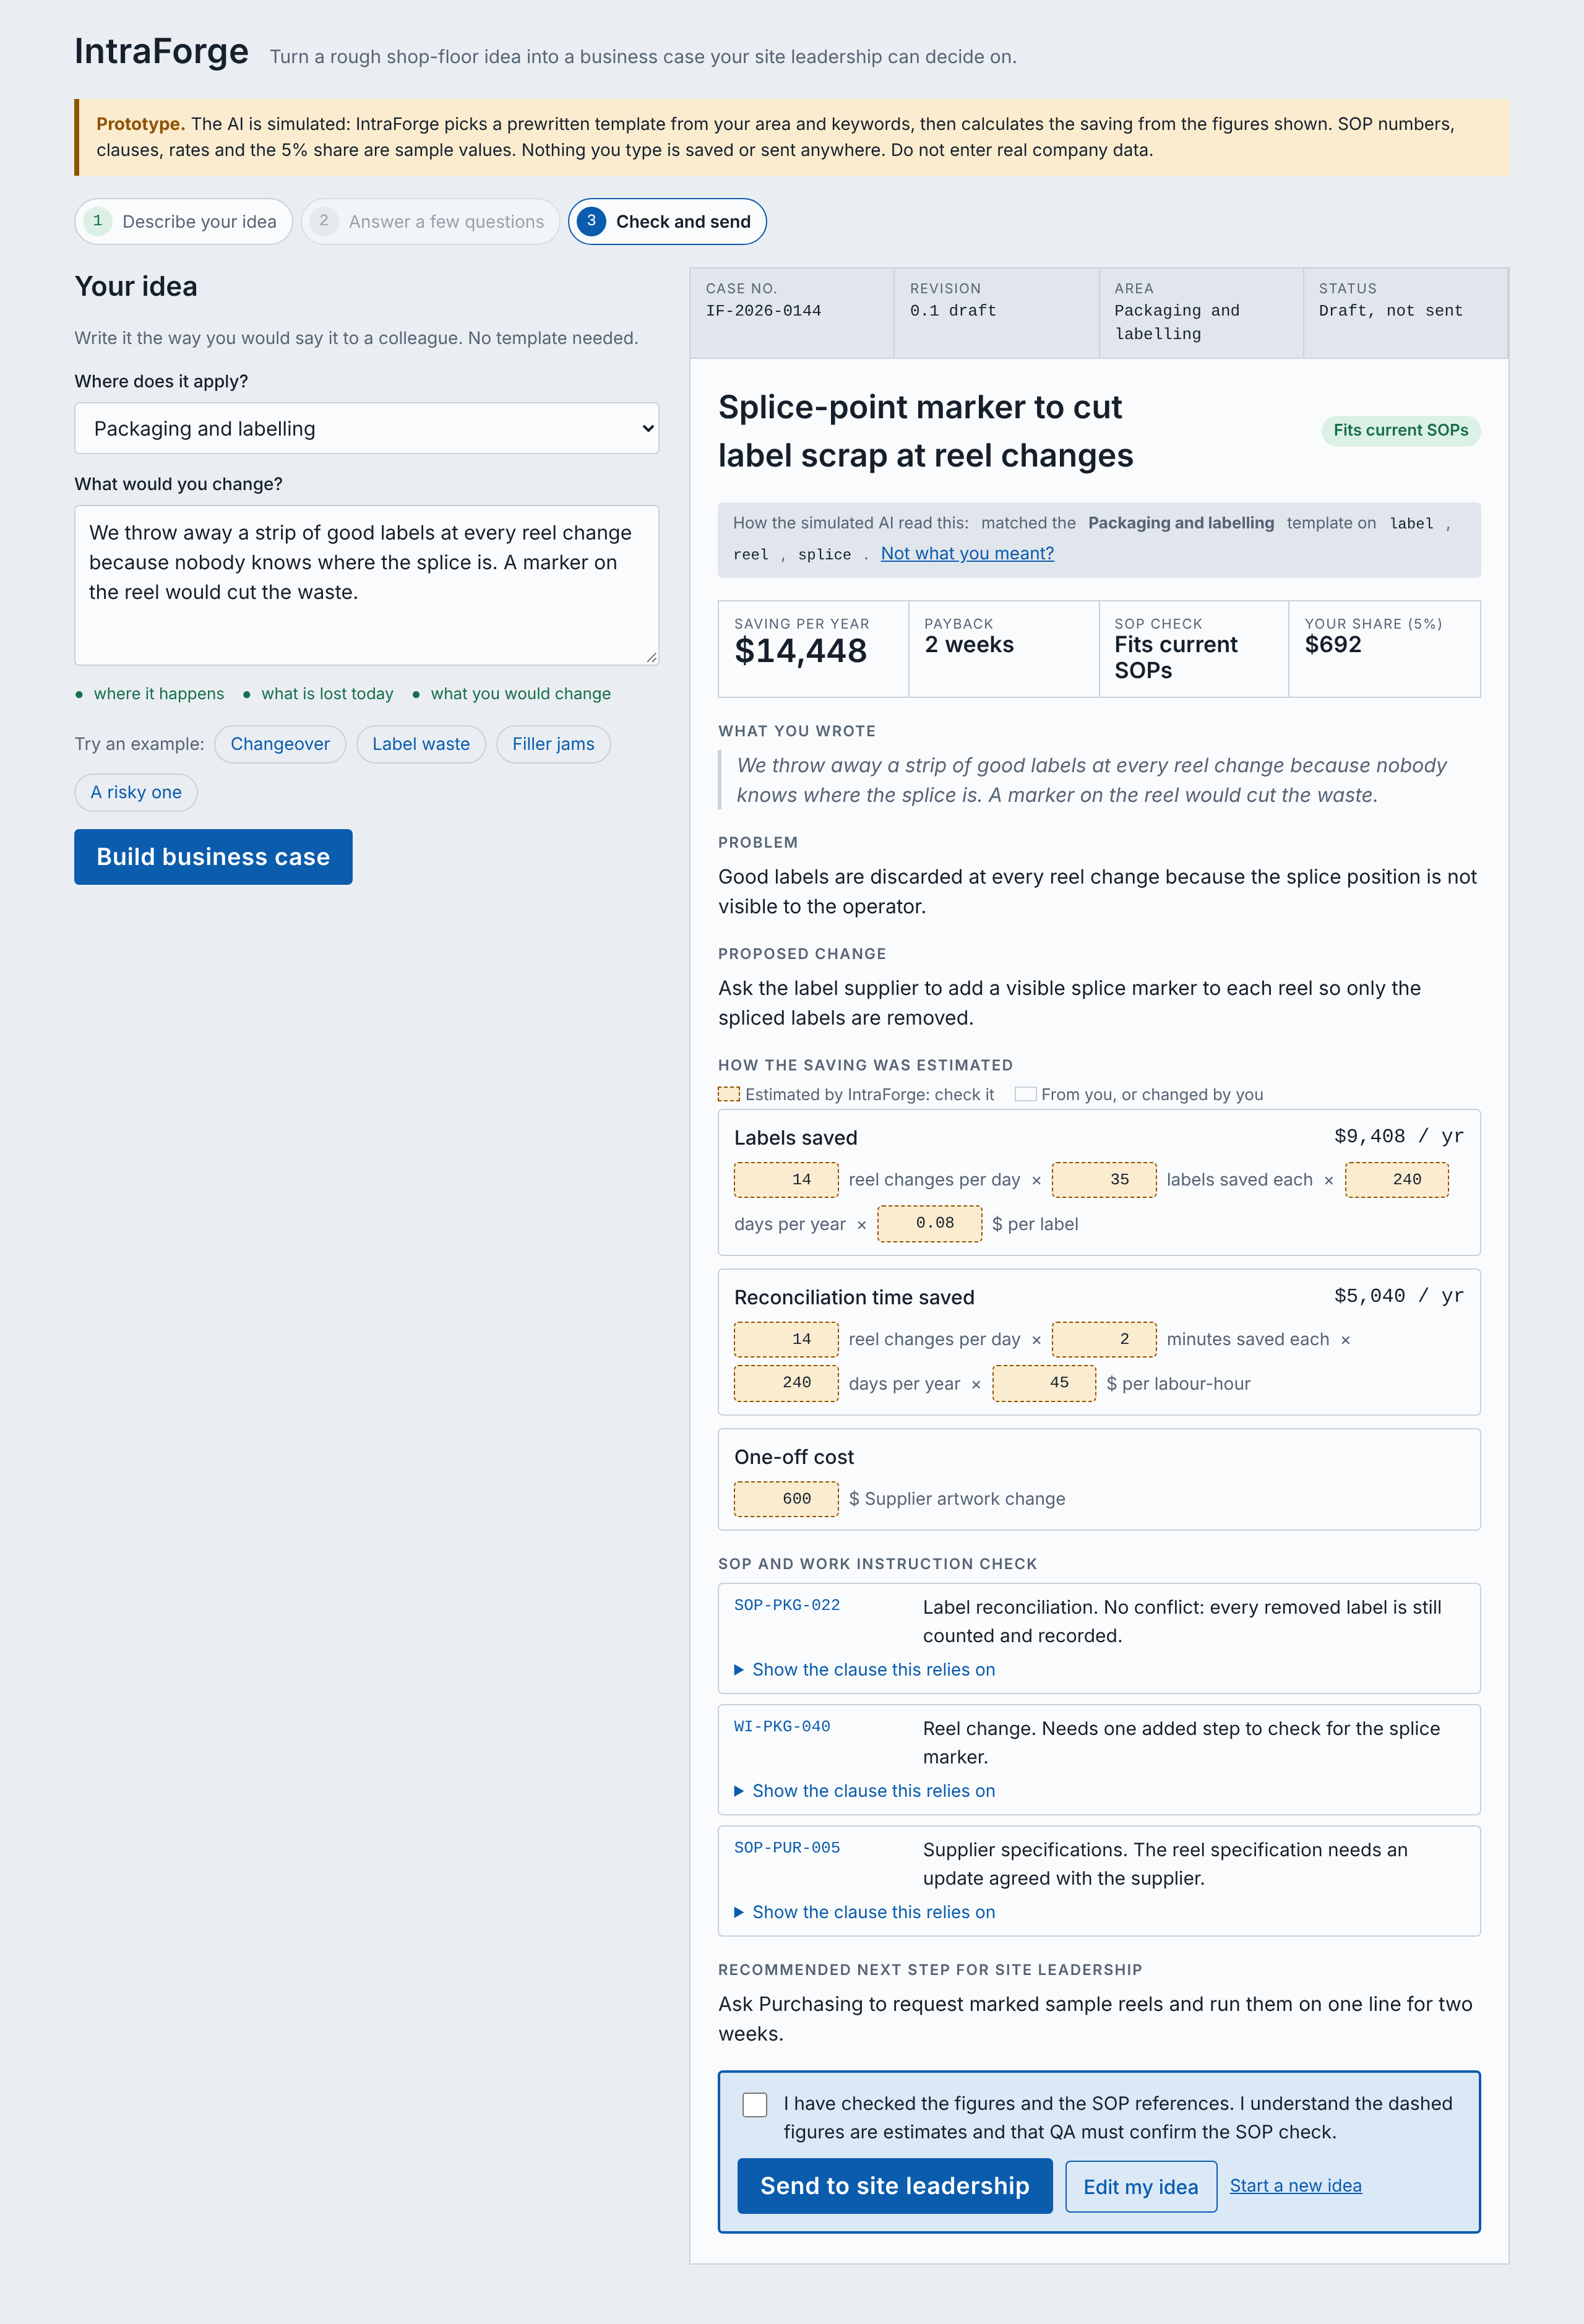 IntraForge Turn a rough shop-floor idea into a business case your site leadership can decide on.
Prototype. The AI is simulated: IntraForge picks a prewritten template from your area and keywords, then calculates the saving from the figures shown. SOP numbers,
clauses, rates and the 5% share are sample values. Nothing you type is saved or sent anywhere. Do not enter real company data.
1 Describe your idea 2 Answer a few questions 3 Check and send
Your idea
Write it the way you would say it to a colleague. No template needed.
Where does it apply?
Packaging and labelling
What would you change?
We throw away a strip of good labels at every reel change
because nobody knows where the splice is. A marker on
the reel would cut the waste.
● where it happens ● what is lost today ● what you would change
Try an example: Changeover Label waste Filler jams
A risky one
Build business case
CASE NO. REVISION AREA STATUS
IF-2026-0144 0.1 draft Packaging and Draft, not sent
labelling
Splice-point marker to cut
label scrap at reel changes
Fits current SOPs
How the simulated AI read this: matched the Packaging and labelling template on label ,
reel , splice . Not what you meant?
SAVING PER YEAR PAYBACK SOP CHECK YOUR SHARE (5%)
$14,448 2 weeks Fits current $692
SOPs
WHAT YOU WROTE
We throw away a strip of good labels at every reel change because nobody
knows where the splice is. A marker on the reel would cut the waste.
PROBLEM
Good labels are discarded at every reel change because the splice position is not
visible to the operator.
PROPOSED CHANGE
Ask the label supplier to add a visible splice marker to each reel so only the
spliced labels are removed.
HOW THE SAVING WAS ESTIMATED
Estimated by IntraForge: check it From you, or changed by you
Labels saved $9,408 / yr
14 reel changes per day × 35 labels saved each × 240
days per year × 0.08 $ per label
Reconciliation time saved $5,040 / yr
14 reel changes per day × 2 minutes saved each ×
240 days per year × 45 $ per labour-hour
One-off cost
600 $ Supplier artwork change
SOP AND WORK INSTRUCTION CHECK
SOP-PKG-022 Label reconciliation. No conflict: every removed label is still
counted and recorded.
▶ Show the clause this relies on
WI-PKG-040 Reel change. Needs one added step to check for the splice
marker.
▶ Show the clause this relies on
SOP-PUR-005 Supplier specifications. The reel specification needs an
update agreed with the supplier.
▶ Show the clause this relies on
RECOMMENDED NEXT STEP FOR SITE LEADERSHIP
Ask Purchasing to request marked sample reels and run them on one line for two
weeks.
I have checked the figures and the SOP references. I understand the dashed
figures are estimates and that QA must confirm the SOP check.
Send to site leadership Edit my idea Start a new idea